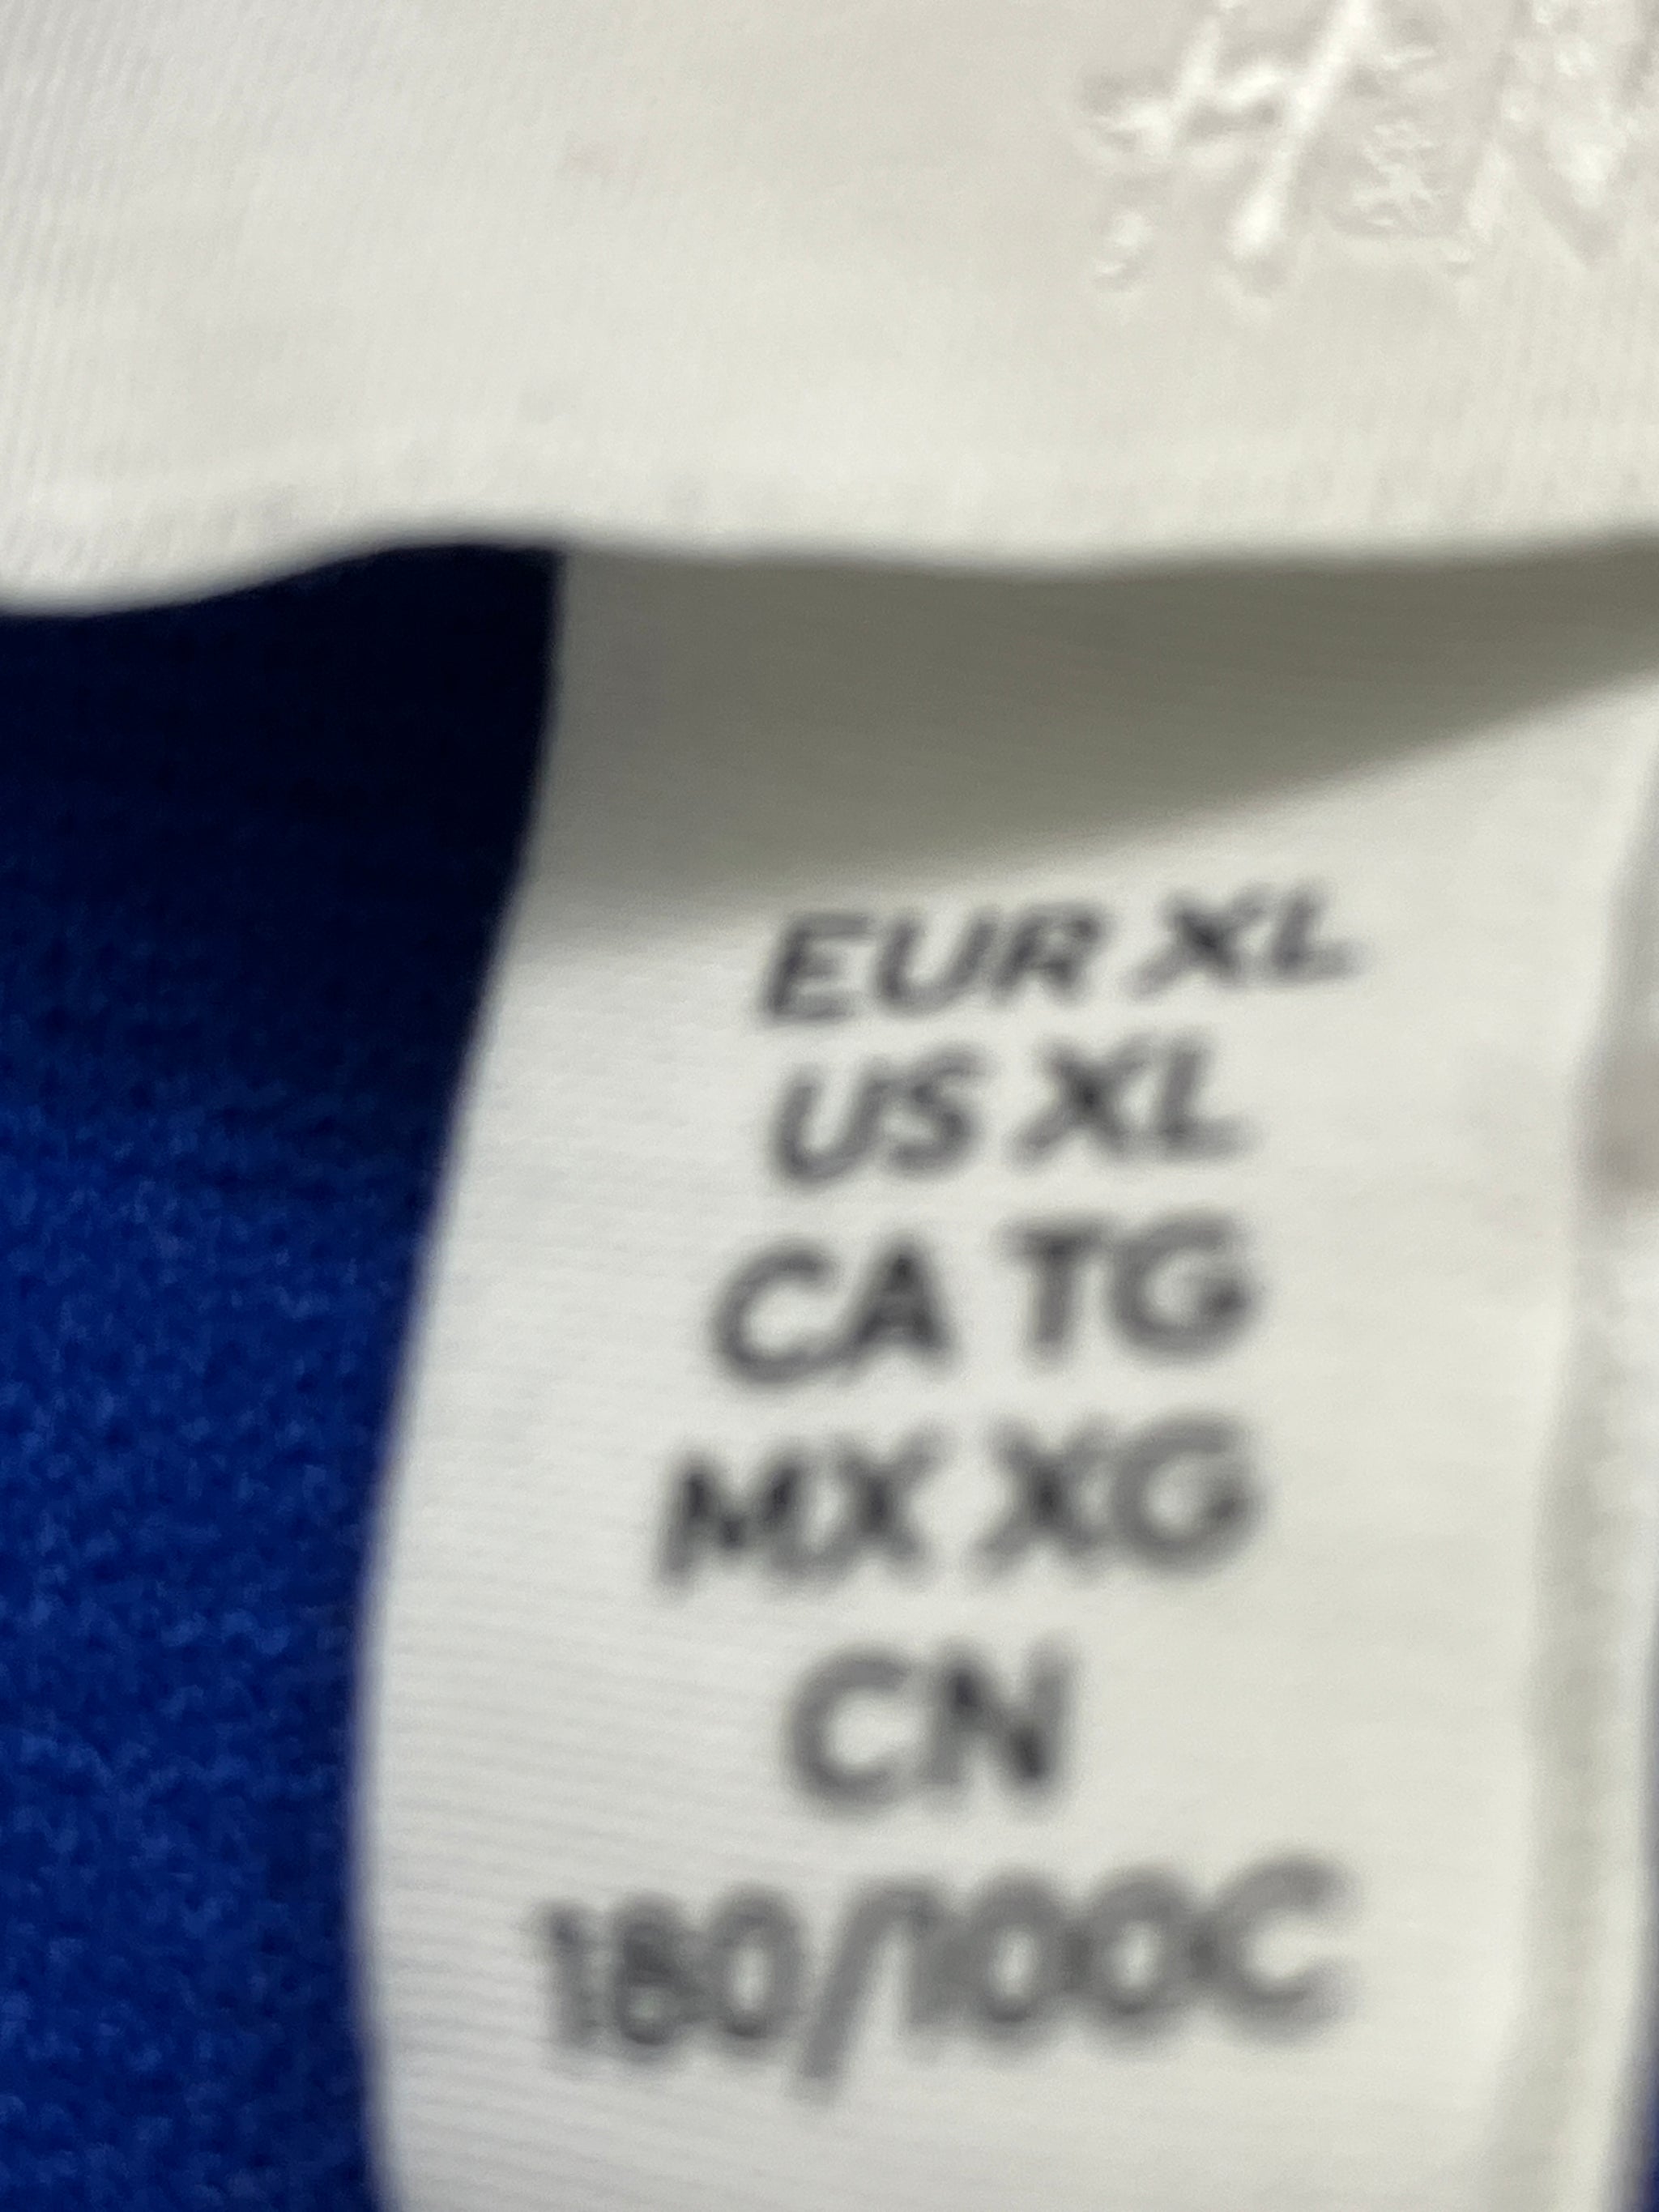 H&M
EUR XL
US XL
CA TG
MX XG
CN
180/100C